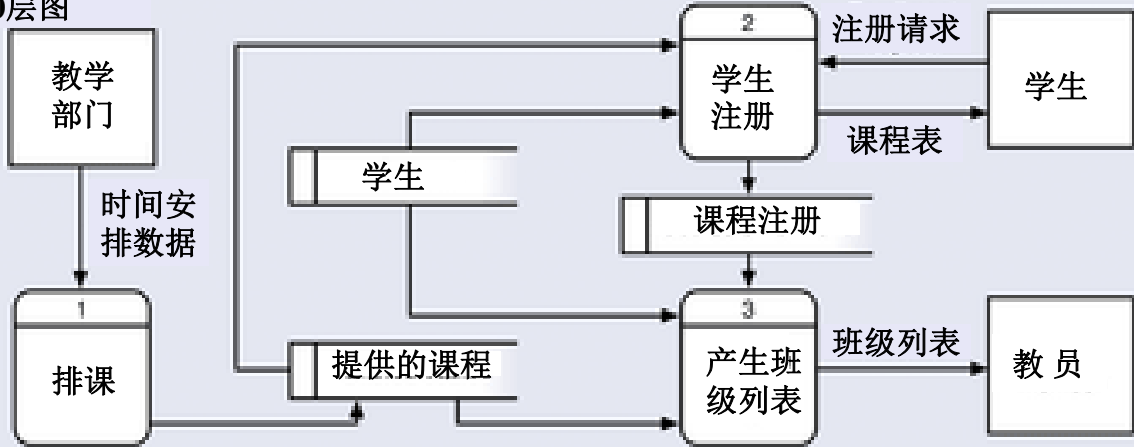 层图
教学
部门
时间安
排数据
1
排课
学生
提供的课程
2
学生
注册
注册请求
课程表
学生
课程注册
3
产生班
级列表
班级列表
教 员